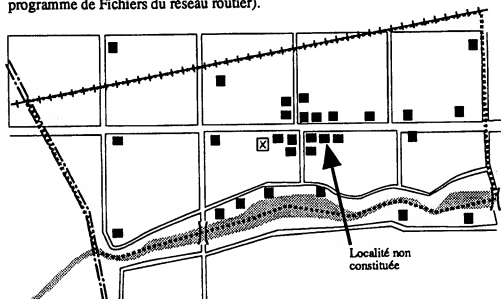 programme de Fichiers du réseau routier).
X
Localité non
constituée